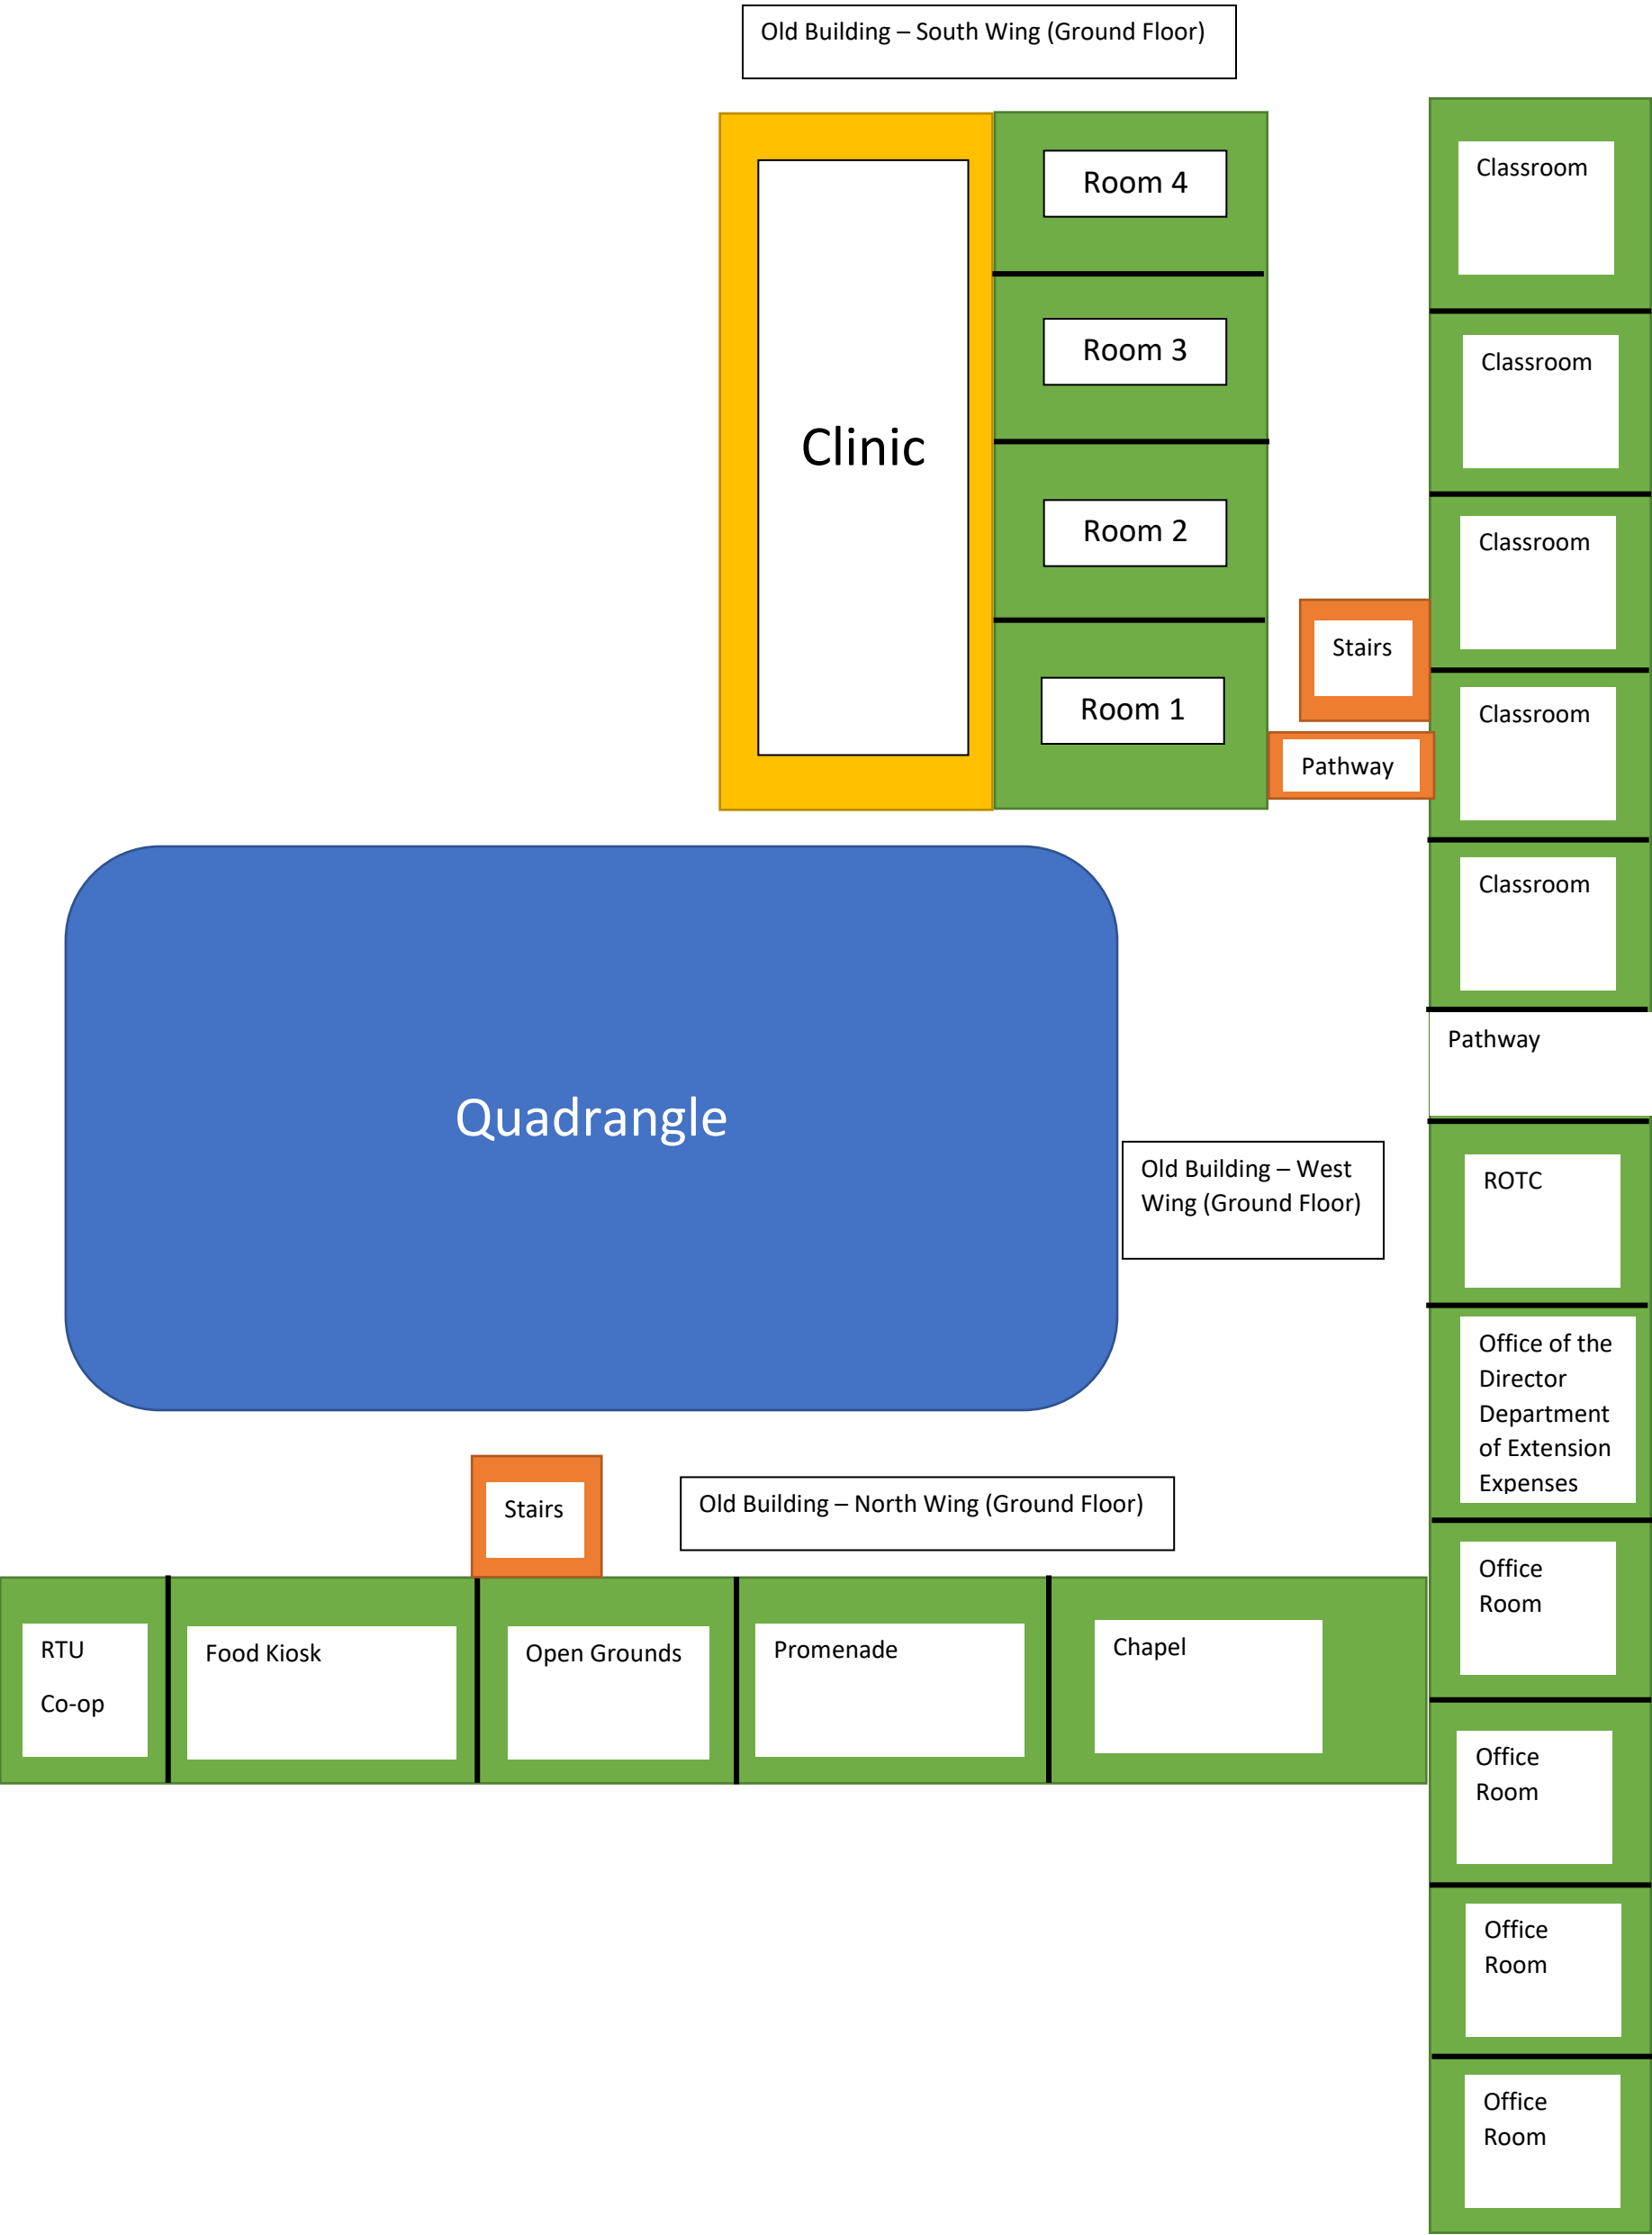 Old Building – South Wing (Ground Floor)
Clinic
Room 4
Room 3
Room 2
Room 1
Stairs
Pathway
Classroom
Classroom
Classroom
Classroom
Classroom
Pathway
Quadrangle
Old Building – West
Wing (Ground Floor)
ROTC
Office of the
Director
Department
of Extension
Expenses
Office
Room
Office
Room
Office
Room
Office
Room
Stairs
Old Building – North Wing (Ground Floor)
RTU
Co-op
Food Kiosk
Open Grounds
Promenade
Chapel